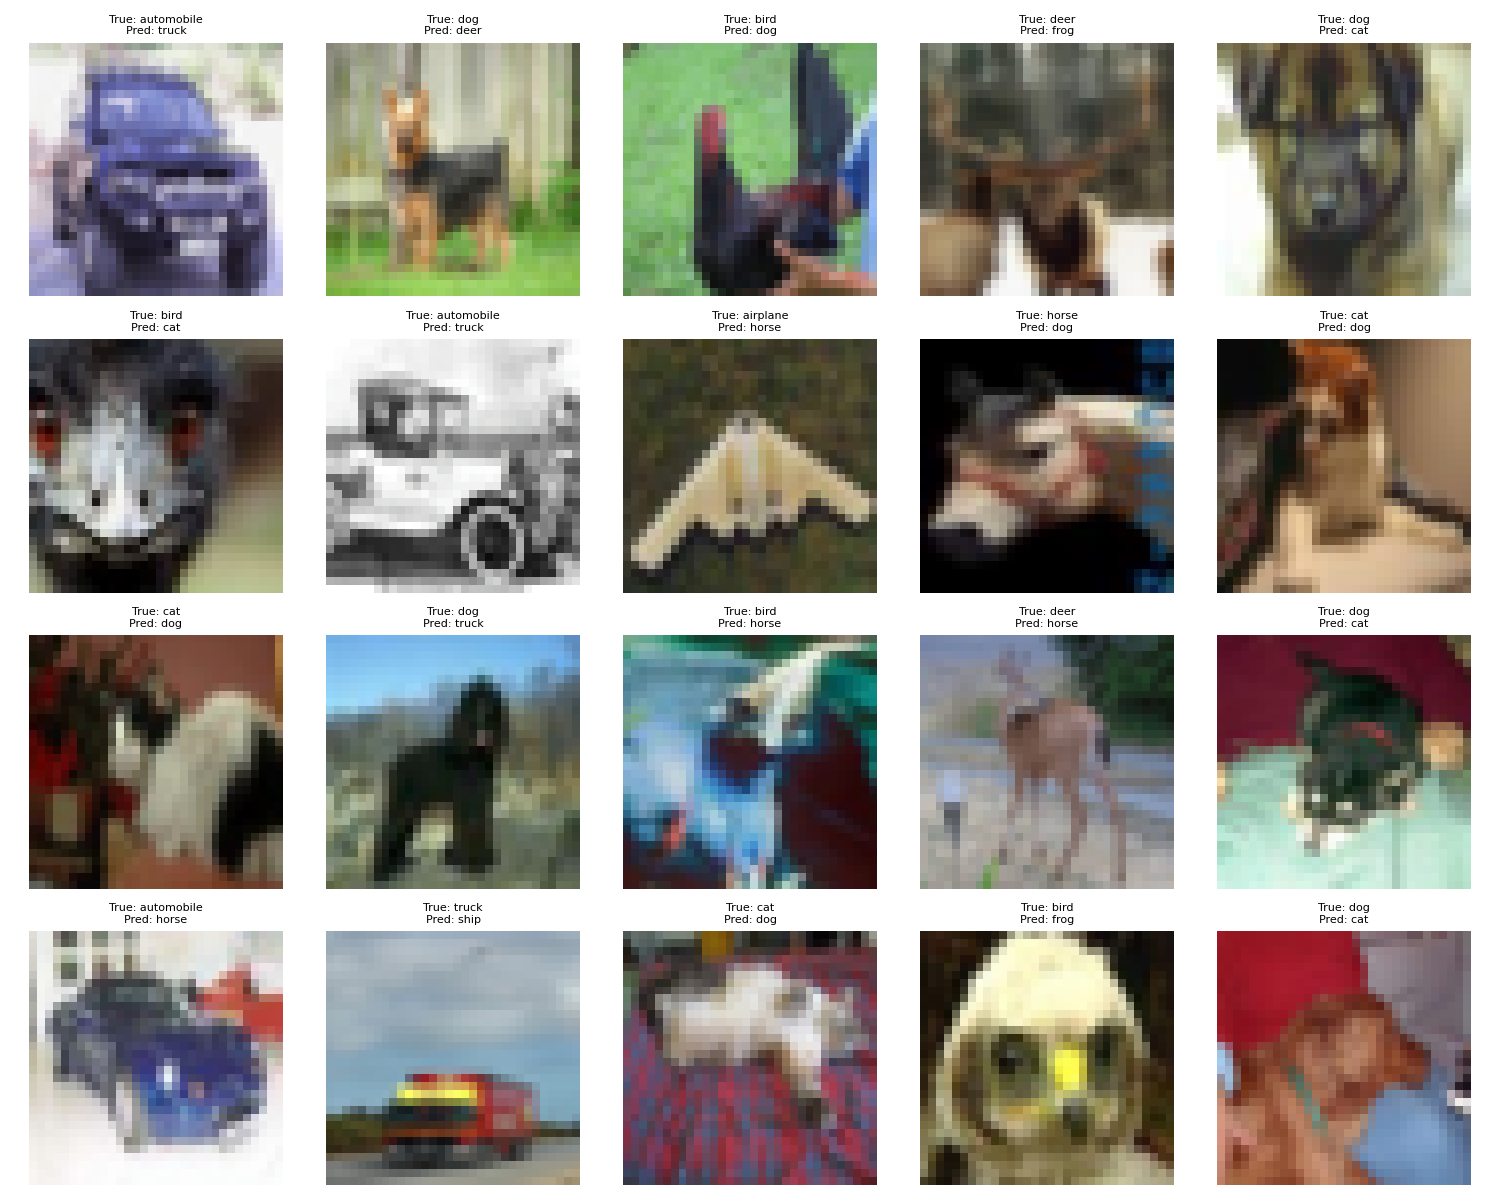 True: automobile
Pred: truck
True: dog
Pred: deer
True: bird
Pred: dog
True: deer
Pred: frog
True: dog
Pred: cat
True: bird
Pred: cat
True: automobile
Pred: truck
True: airplane
Pred: horse
True: horse
Pred: dog
True: cat
Pred: dog
True: cat
Pred: dog
True: dog
Pred: truck
True: bird
Pred: horse
True: deer
Pred: horse
True: dog
Pred: cat
True: automobile
Pred: horse
True: truck
Pred: ship
True: cat
Pred: dog
True: bird
Pred: frog
True: dog
Pred: cat